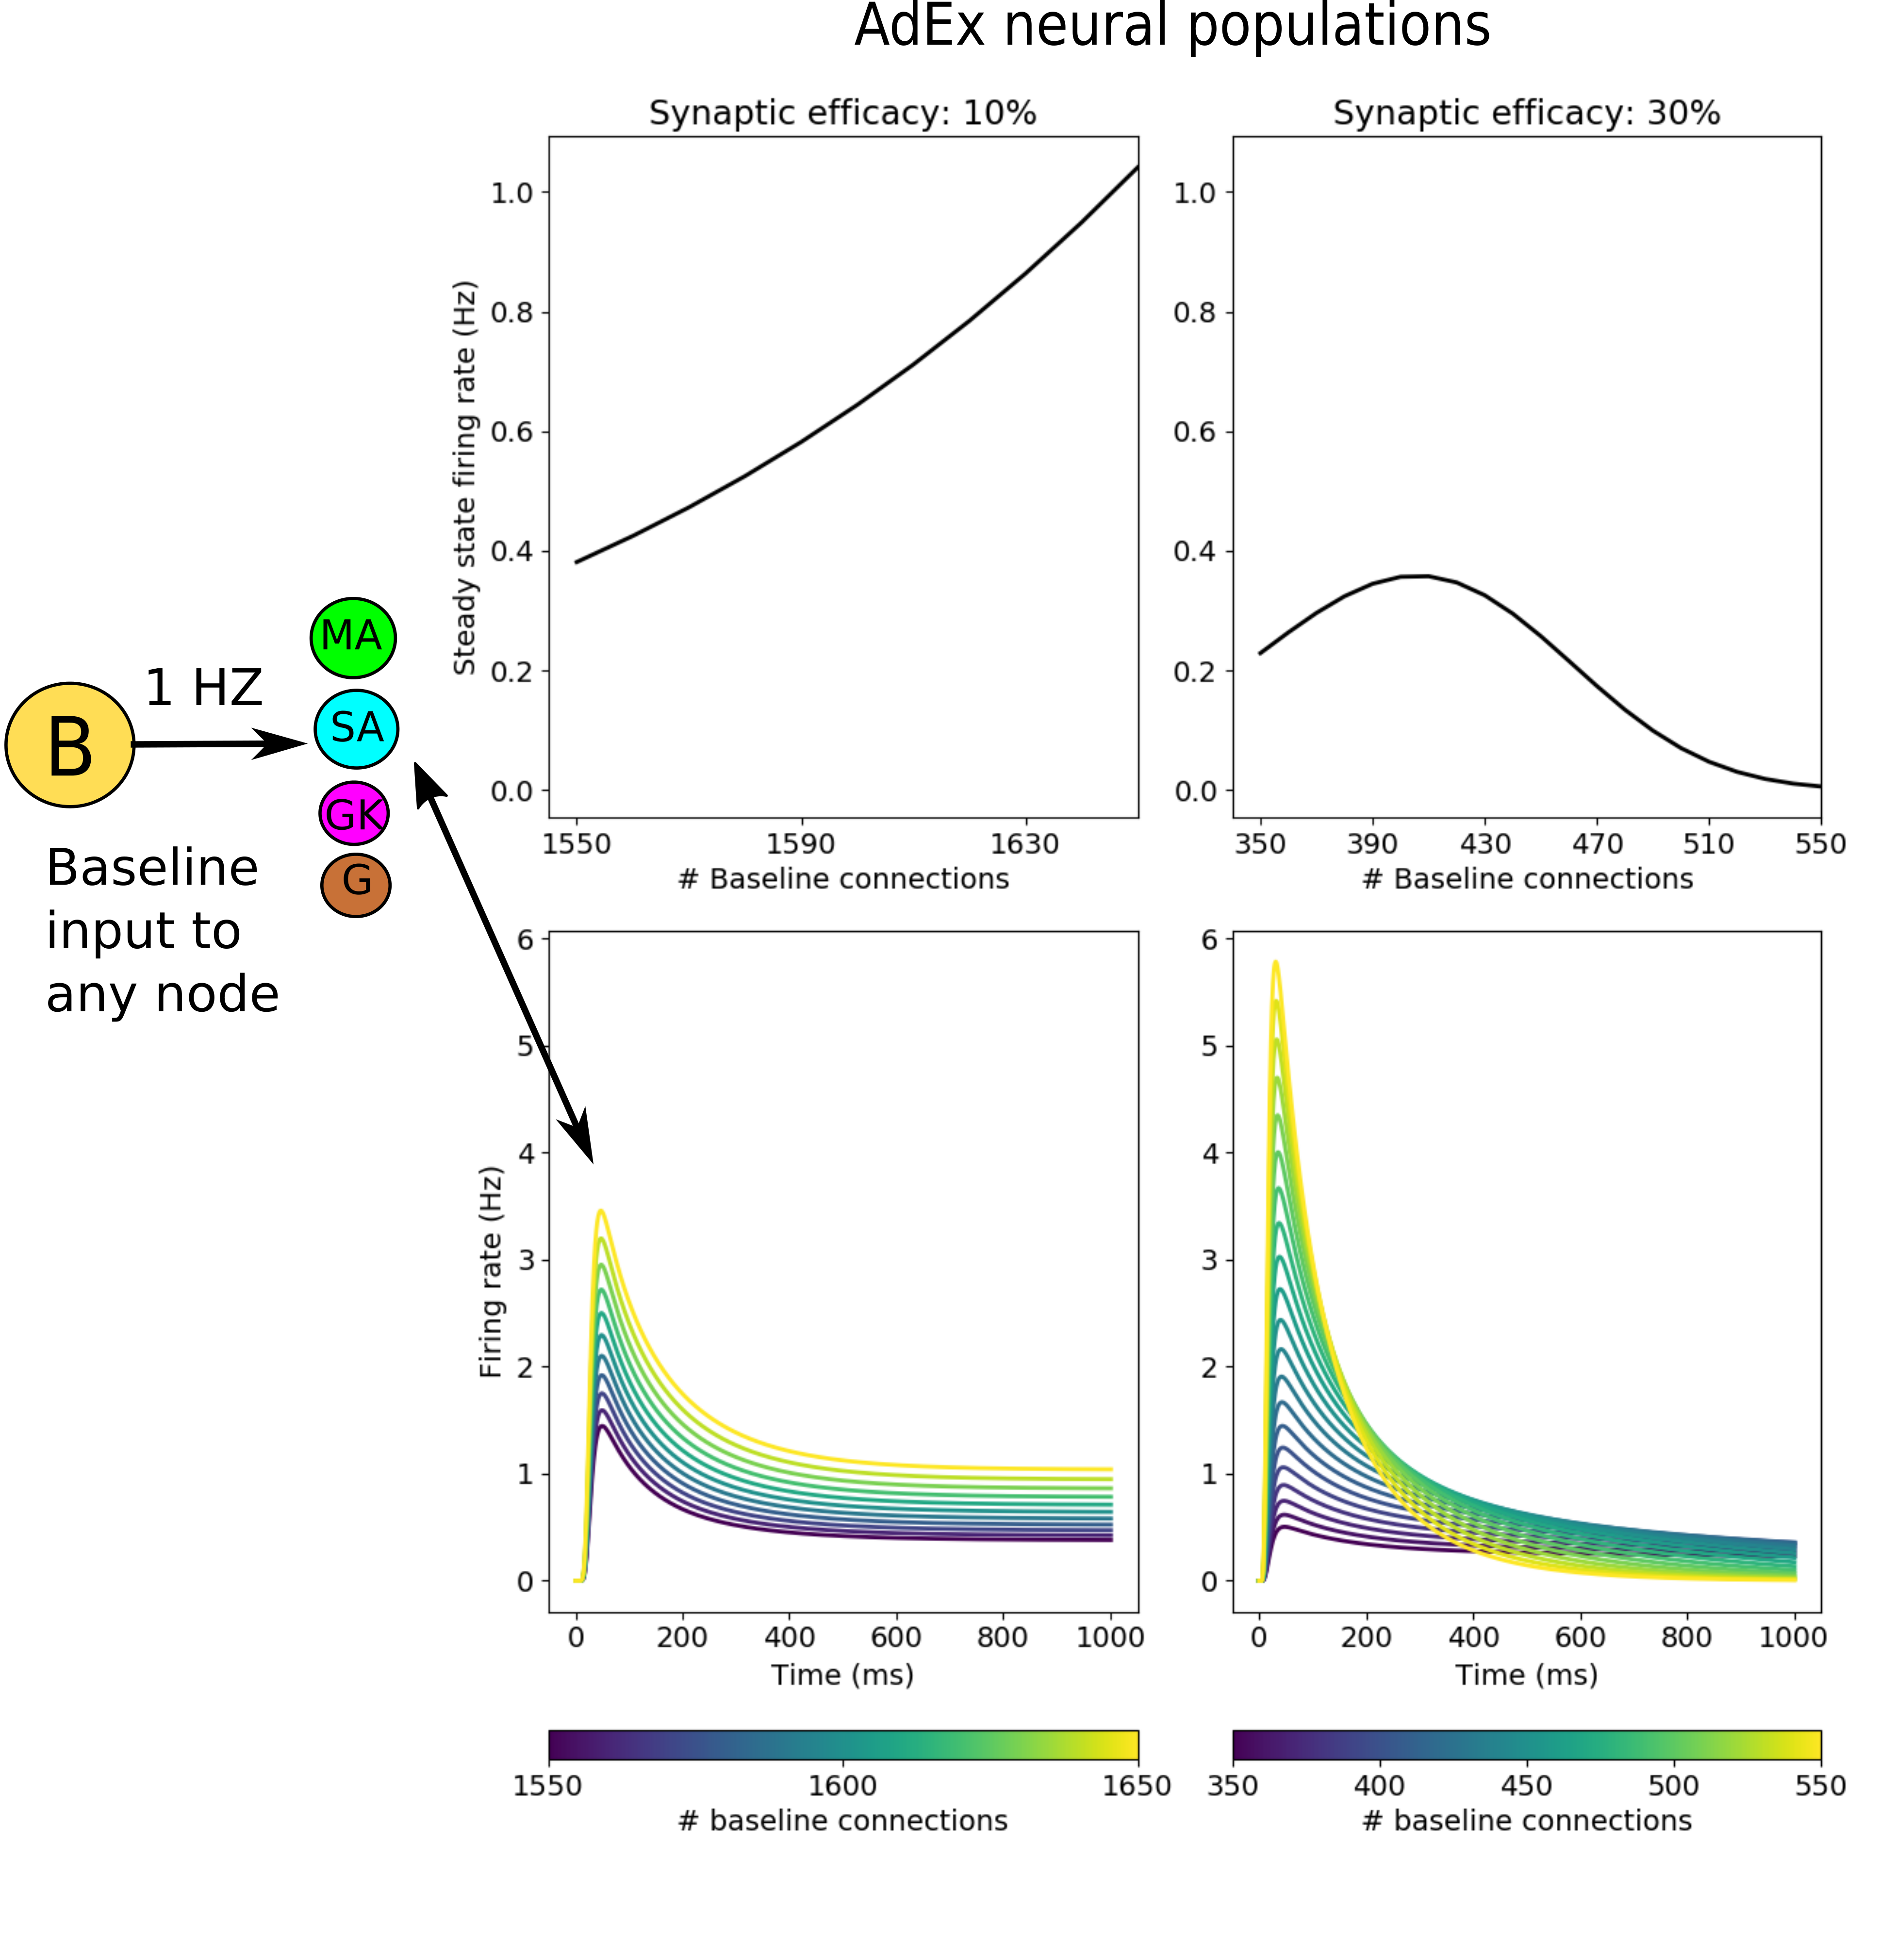 AdEx neural populations
Synaptic efficacy: 10%
Synaptic efficacy: 30%
Steady state firing rate (Hz)
1.0
0.8
0.6
0.4
0.2
0.0
1550 1590 1630
# Baseline connections
1.0
0.8
0.6
0.4
0.2
0.0
350 390 430 470 510 550
# Baseline connections
B
1 HZ
MA
SA
GK
G
Baseline
input to
any node
Firing rate (Hz)
6
5
4
3
2
1
0
0 200 400 600 800 1000
Time (ms)
6
5
4
3
2
1
0
0 200 400 600 800 1000
Time (ms)
1550 1600 1650
# baseline connections
350 400 450 500 550
# baseline connections